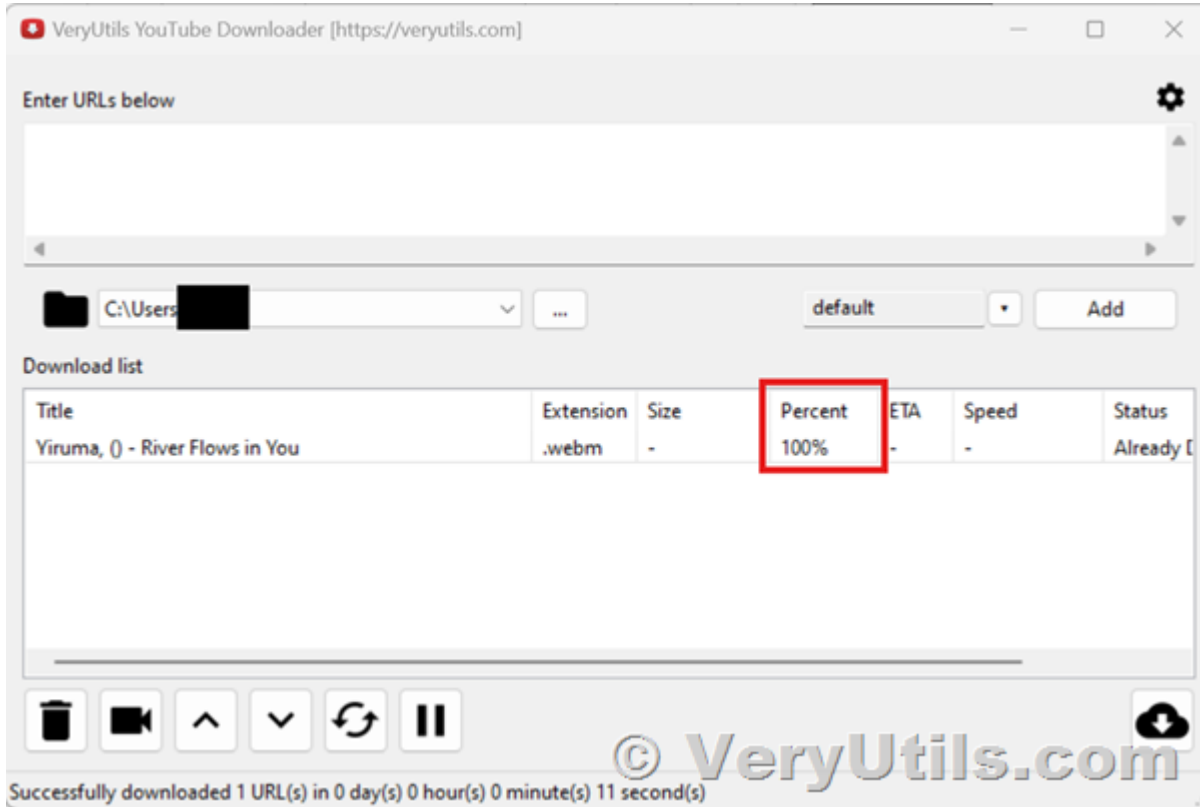 VeryUtils YouTube Downloader [https://veryutils.com]
Enter URLs below
C:\Users
...
default
Add
Download list
Title Extension Size Percent ETA Speed Status
Yiruma, () - River Flows in You .webm - 100% - - Already
© VeryUtils.com
Successfully downloaded 1 URL(s) in 0 day(s) 0 hour(s) 0 minute(s) 11 second(s)